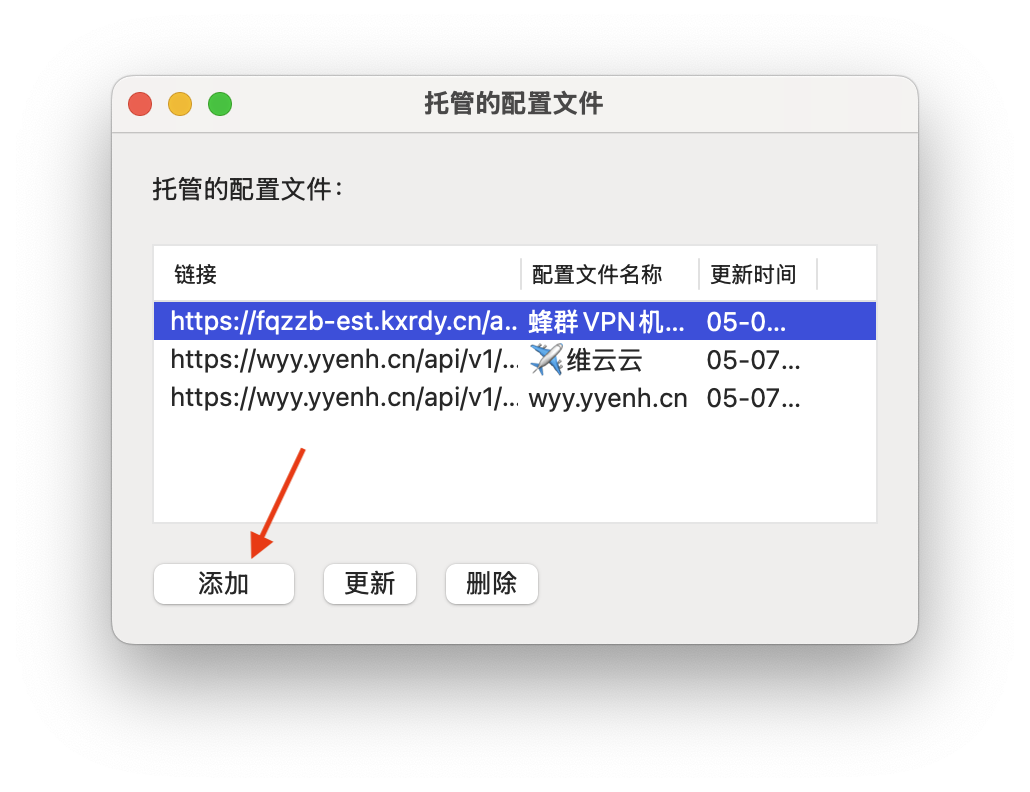 托管的配置文件
托管的配置文件：
链接 配置文件名称 更新时间
https://fqzzb-est.kxrdy.cn/a... 蜂群VPN机... 05-0...
https://wyy.yyenh.cn/api/v1/... ✈️维云云 05-07...
https://wyy.yyenh.cn/api/v1/... wyy.yyenh.cn 05-07...
添加 更新 删除